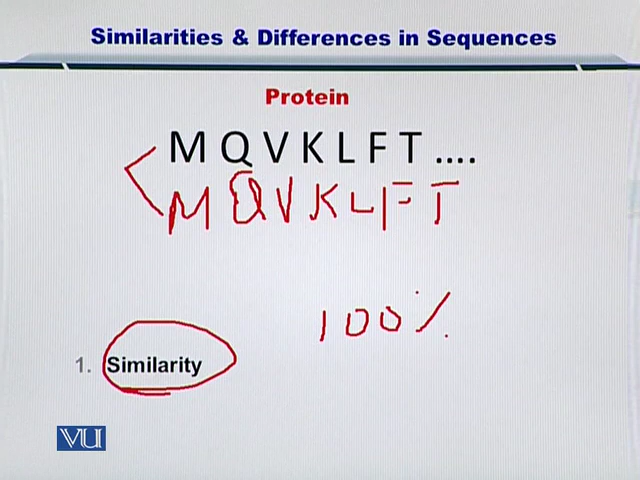 Similarities & Differences in Sequences
Protein
M Q V K L F T ....
M Q V K L F T
100%
1. Similarity
VU